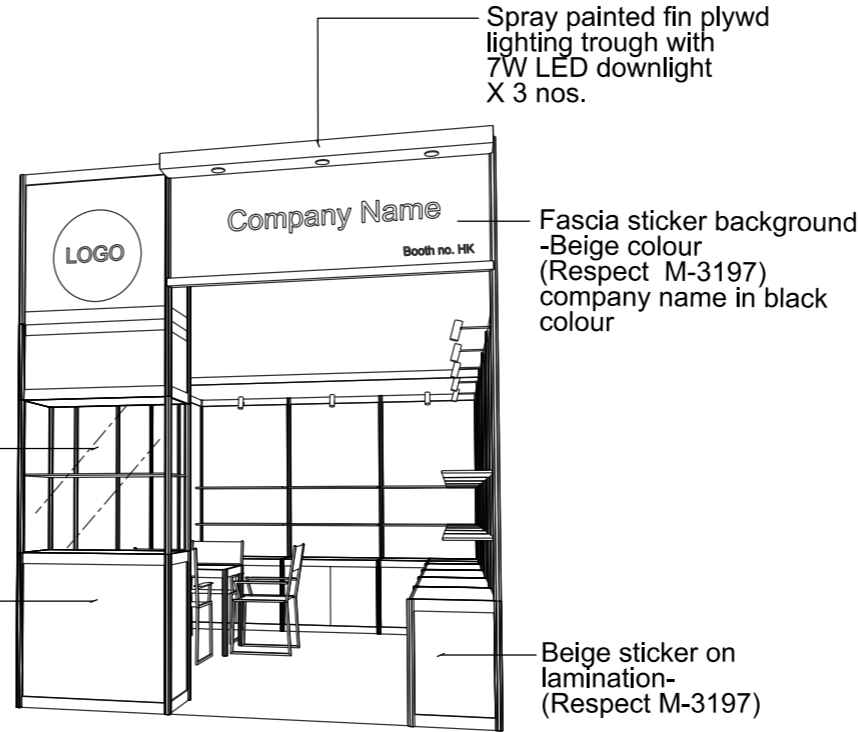 Spray painted fin plywd
lighting trough with
7W LED downlight
X 3 nos.
Company Name
LOGO
Booth no. HK
Fascia sticker background
-Beige colour
(Respect M-3197)
company name in black
colour
Beige sticker on
lamination-
(Respect M-3197)